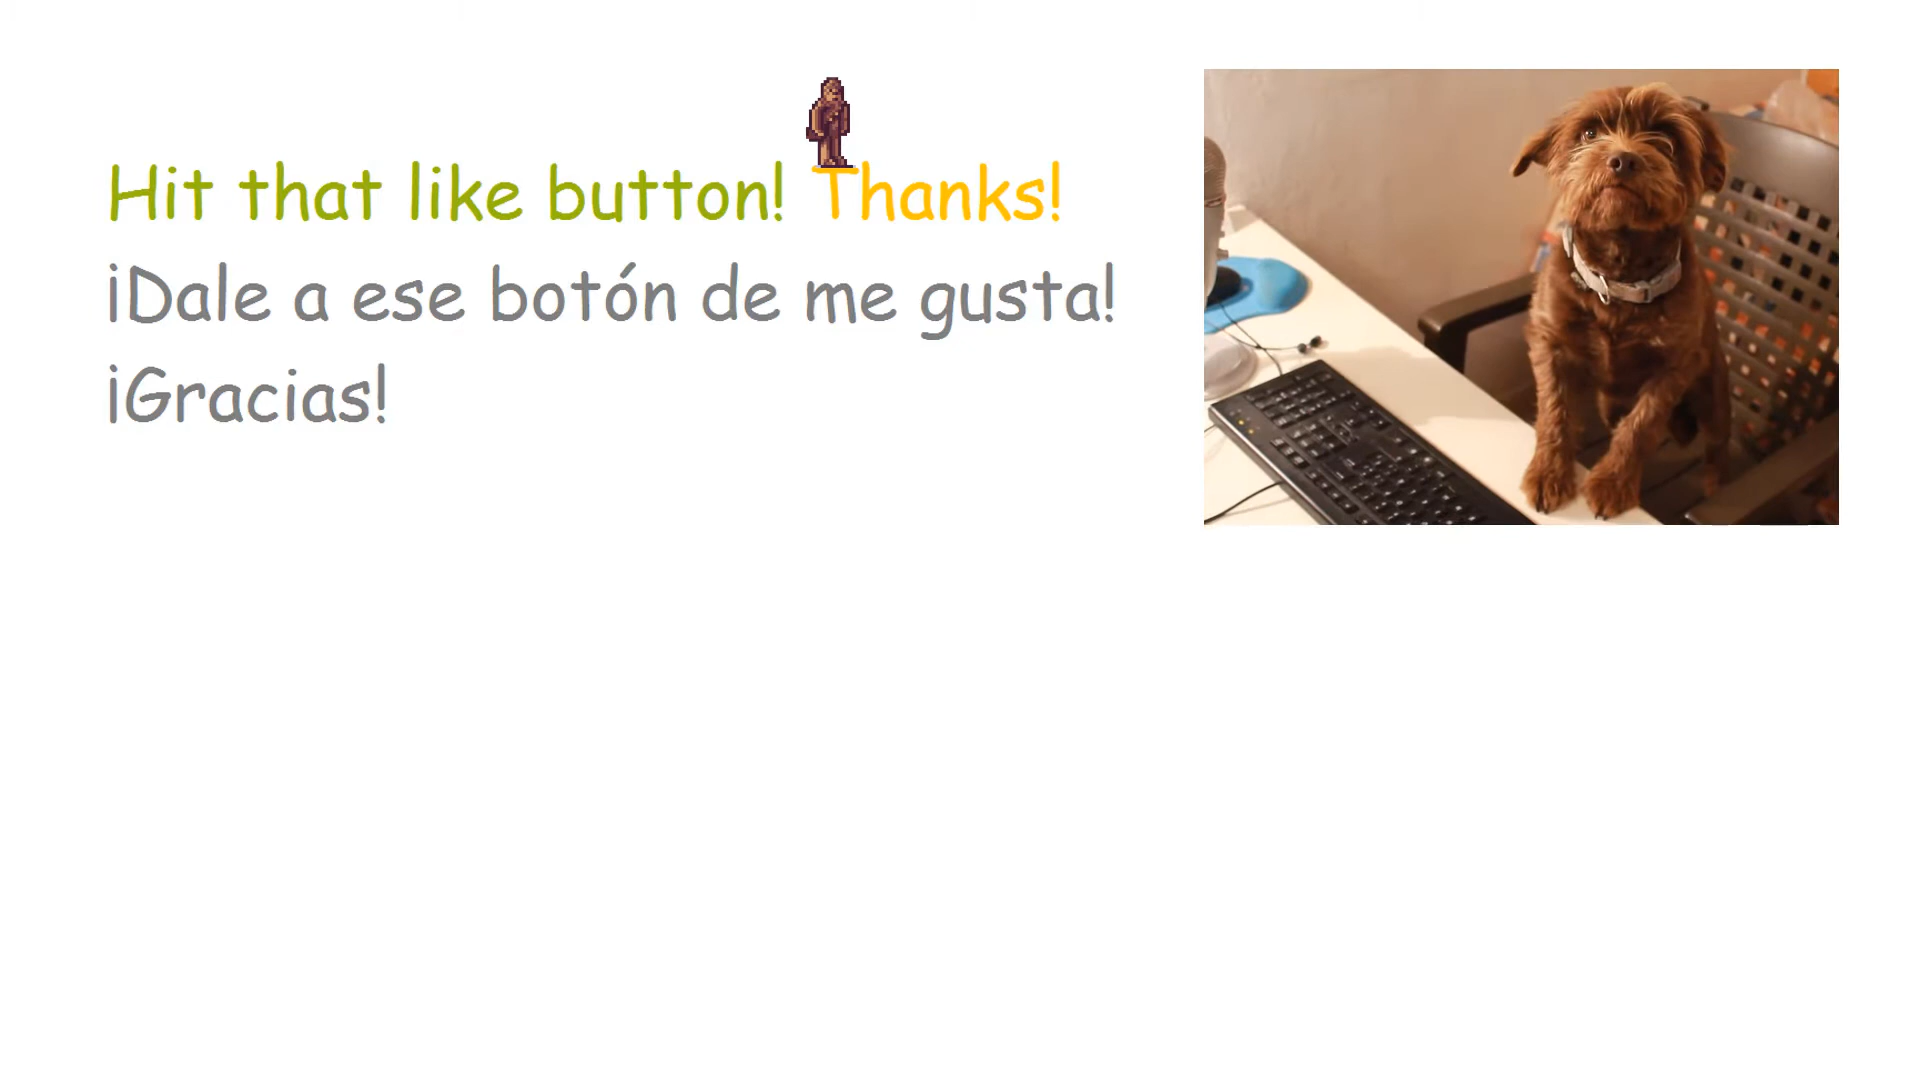 Hit that like button! Thanks!
¡Dale a ese botón de me gusta!
¡Gracias!